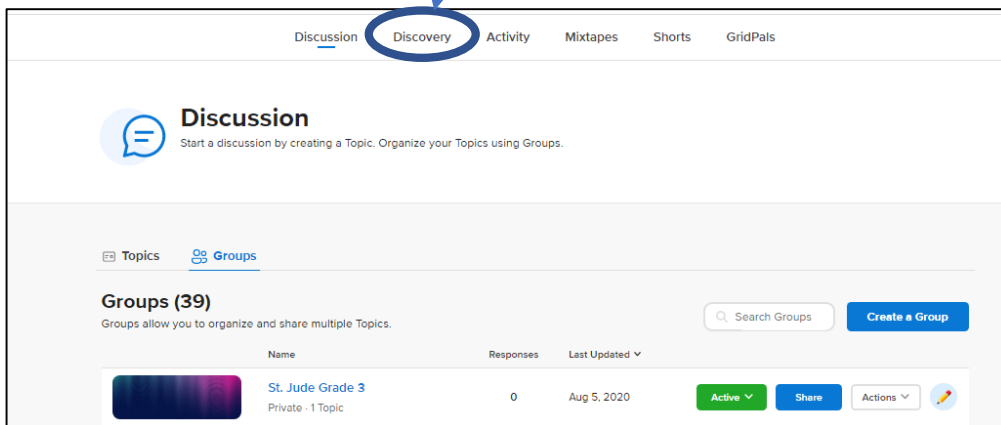 Discussion Discovery Activity Mixtapes Shorts GridPals
Discussion
Start a discussion by creating a Topic. Organize your Topics using Groups.
Topics Groups
Groups (39)
Groups allow you to organize and share multiple Topics.
Search Groups Create a Group
Name Responses Last Updated
St. Jude Grade 3
Private · 1 Topic
0 Aug 5, 2020 Active Share Actions